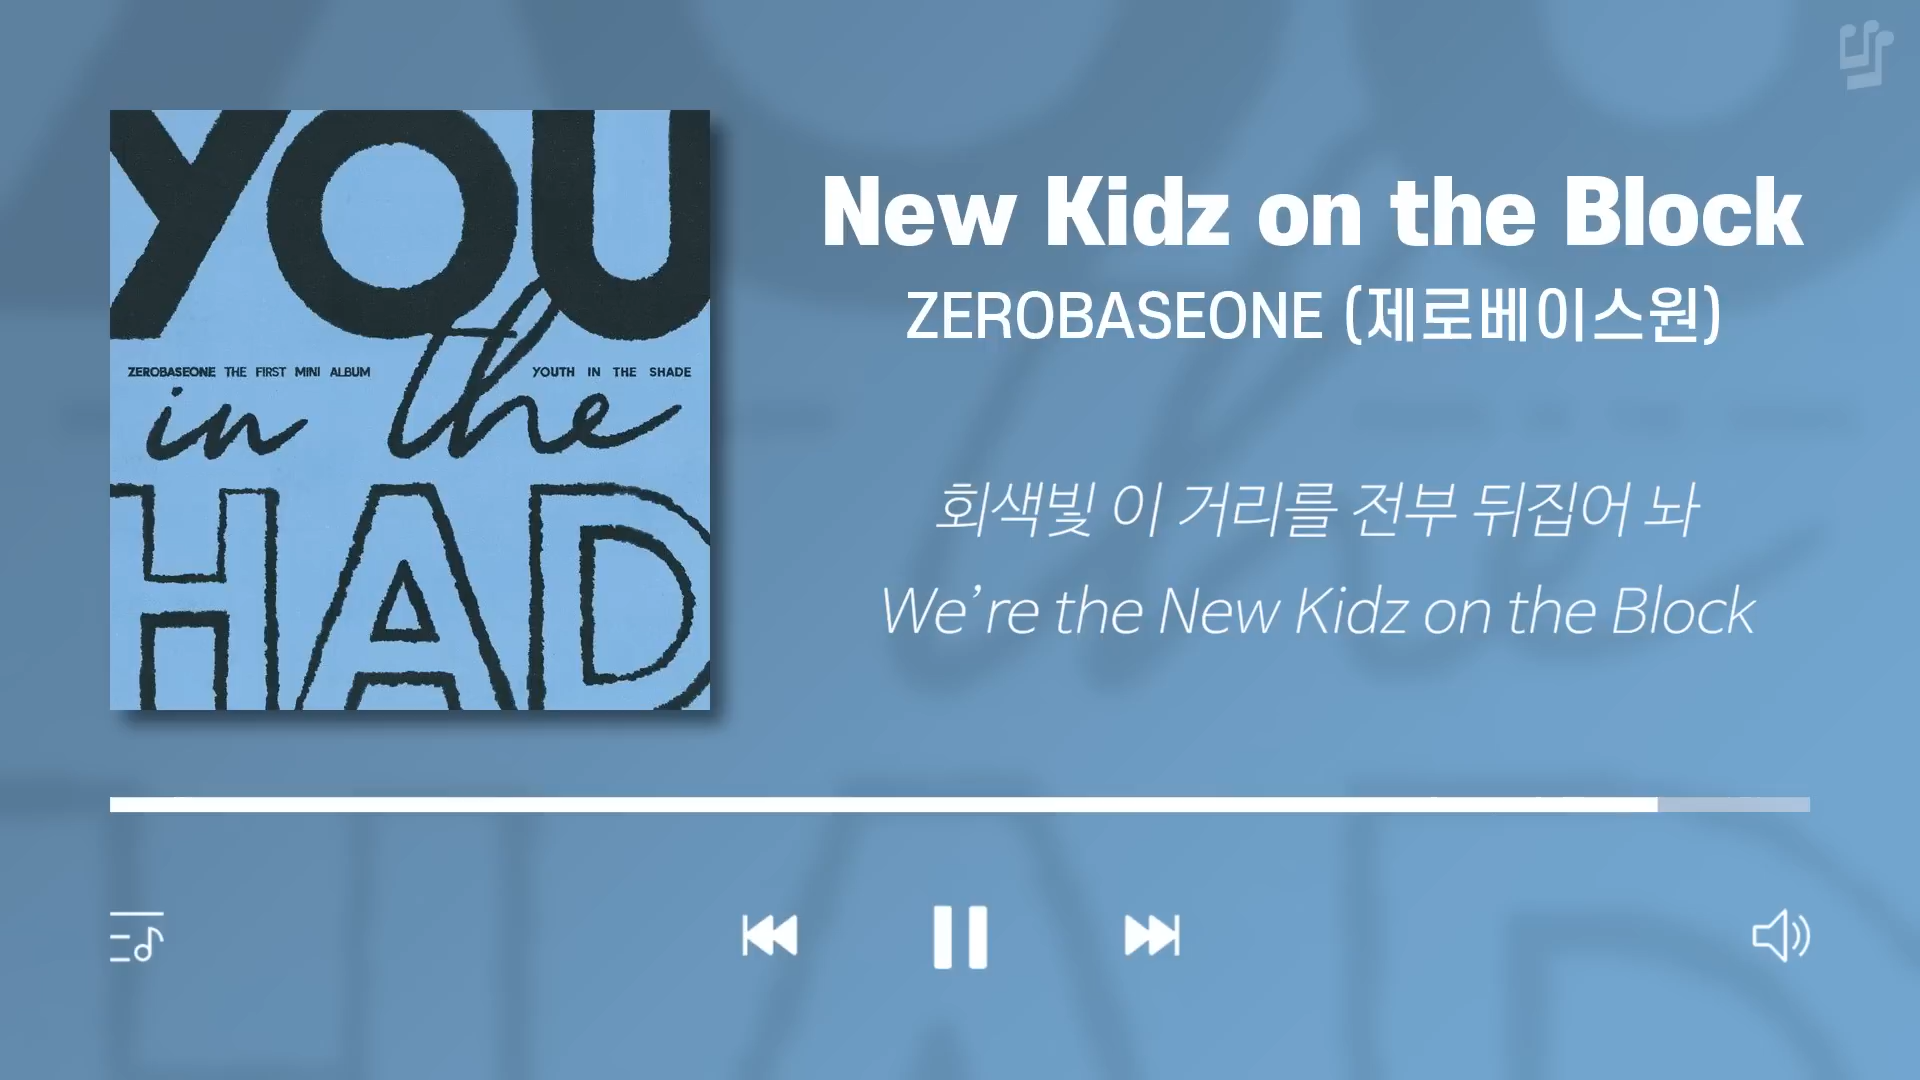 YOU
ZEROBASEONE THE FIRST MINI ALBUM
YOUTH IN THE SHADE
in the
HAD
New Kidz on the Block
ZEROBASEONE (제로베이스원)
회색빛 이 거리를 전부 뒤집어 놔
We’re the New Kidz on the Block